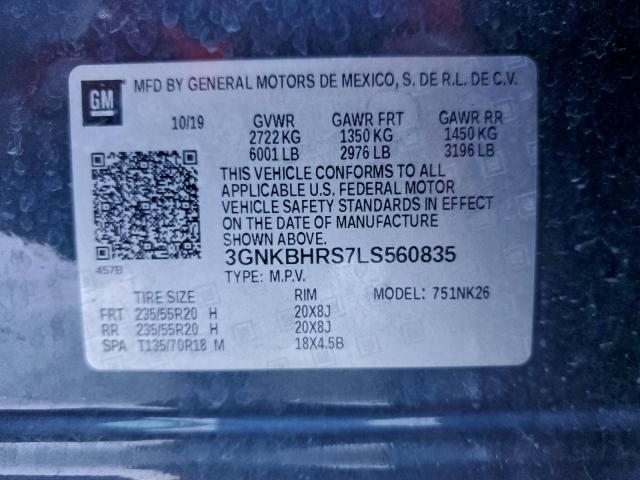 GM
MFD BY GENERAL MOTORS DE MEXICO, S. DE R.L. DE C.V.
10/19 GVWR GAWR FRT GAWR RR
2722 KG 1350 KG 1450 KG
6001 LB 2976 LB 3196 LB
THIS VEHICLE CONFORMS TO ALL
APPLICABLE U.S. FEDERAL MOTOR
VEHICLE SAFETY STANDARDS IN EFFECT
ON THE DATE OF MANUFACTURE
3GNKBHRS7LS560835
457B TYPE: M.P.V.
TIRE SIZE RIM MODEL: 751NK26
FRT 235/55R20 H 20X8J
RR 235/55R20 H 20X8J
SPA T135/70R18 M 18X4.5B